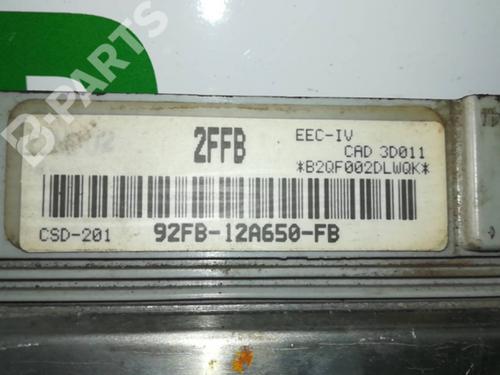 B-PARTS
2FFB
EEC-IV
CAD 3D011
*B2QF002DLWQK*
CSD-201
92FB-12A650-FB